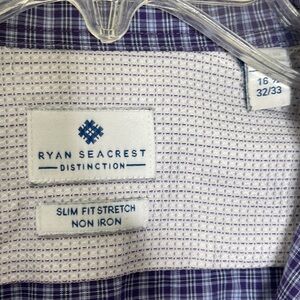 16
32/33
RYAN SEACREST
DISTINCTION
SLIM FIT STRETCH
NON IRON